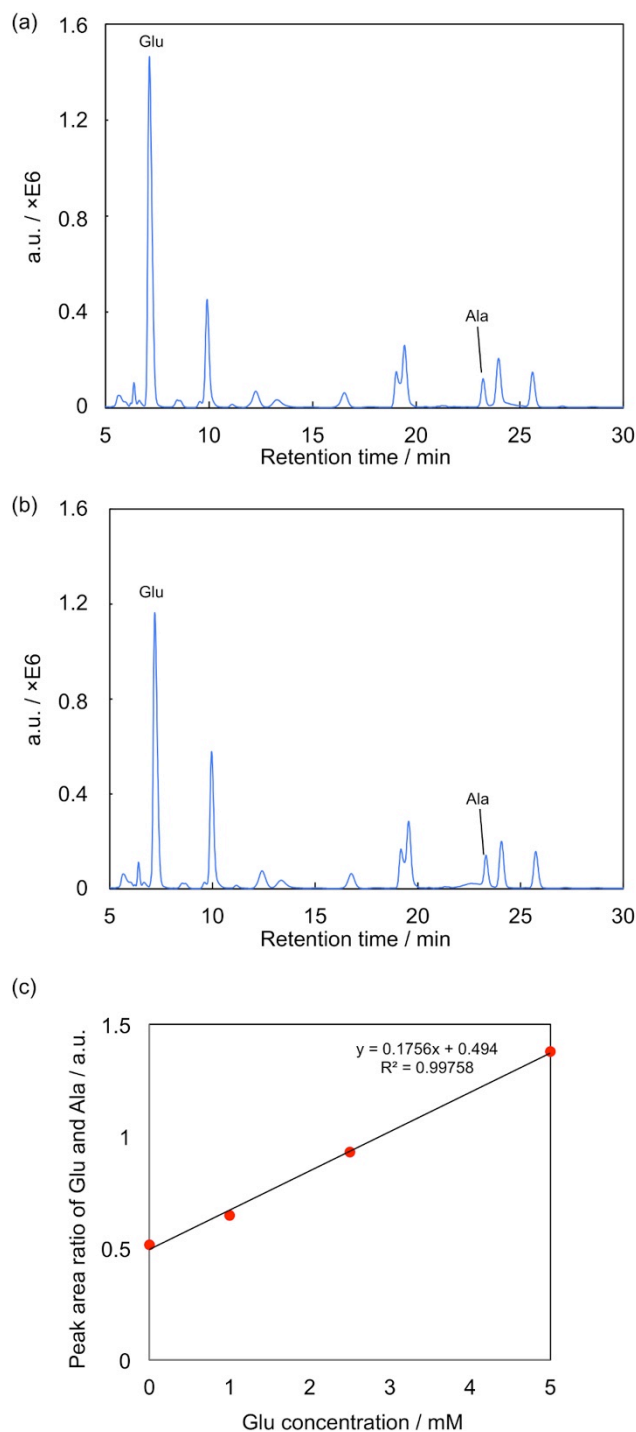 (a)
1.6
1.2
0.8
0.4
0
a.u. / ×E6
Glu
Ala
5 10 15 20 25 30
Retention time / min
(b)
1.6
1.2
0.8
0.4
0
a.u. / ×E6
Glu
Ala
5 10 15 20 25 30
Retention time / min
(c)
1.5
1
0.5
0
Peak area ratio of Glu and Ala / a.u.
y = 0.1756x + 0.494
R² = 0.99758
0 1 2 3 4 5
Glu concentration / mM